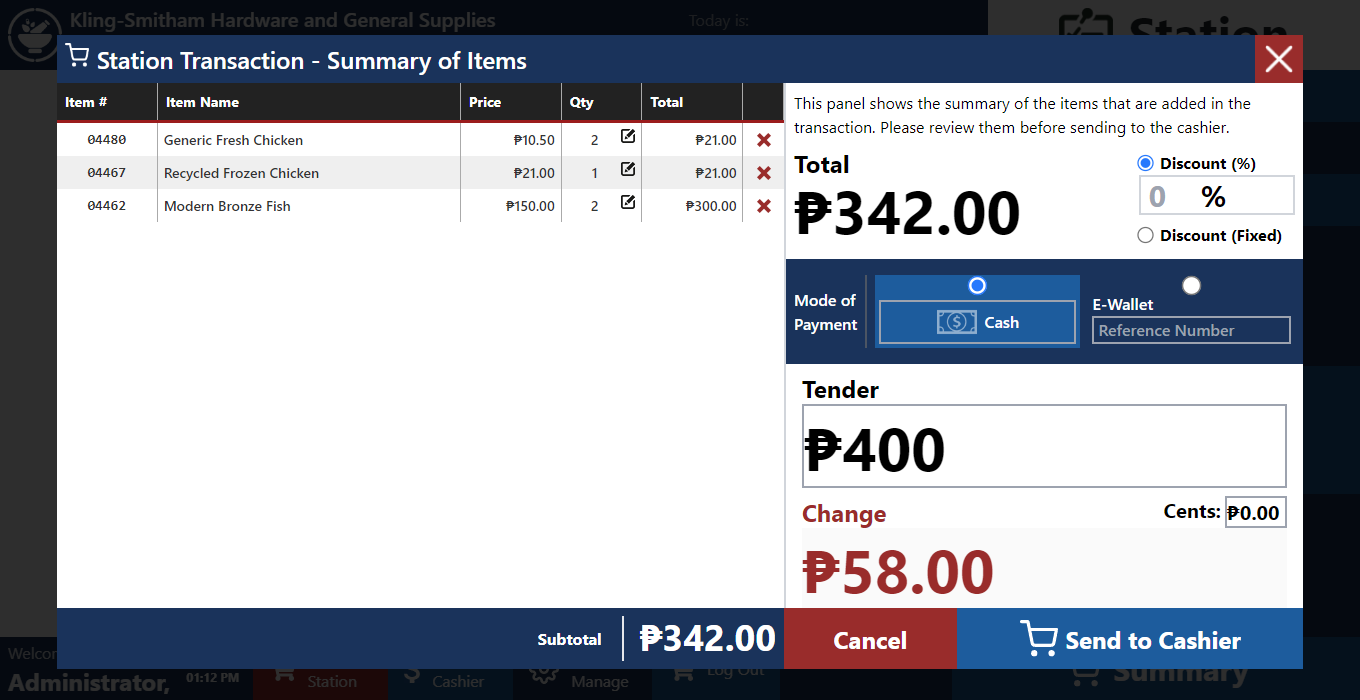 Kling-Smitham Hardware and General Supplies
Today is:
Station
Station Transaction - Summary of Items
Item # Item Name Price Qty Total
04480 Generic Fresh Chicken ₱10.50 2 ₱21.00
04467 Recycled Frozen Chicken ₱21.00 1 ₱21.00
04462 Modern Bronze Fish ₱150.00 2 ₱300.00
This panel shows the summary of the items that are added in the
transaction. Please review them before sending to the cashier.
Total
₱342.00
Discount (%)
0 %
Discount (Fixed)
Mode of
Payment
Cash
E-Wallet
Reference Number
Tender
₱400
Change
Cents: ₱0.00
₱58.00
Subtotal ₱342.00
Cancel
Send to Cashier
Administrator,
01:12 PM
Station
Cashier
Manage
Log Out
Summary